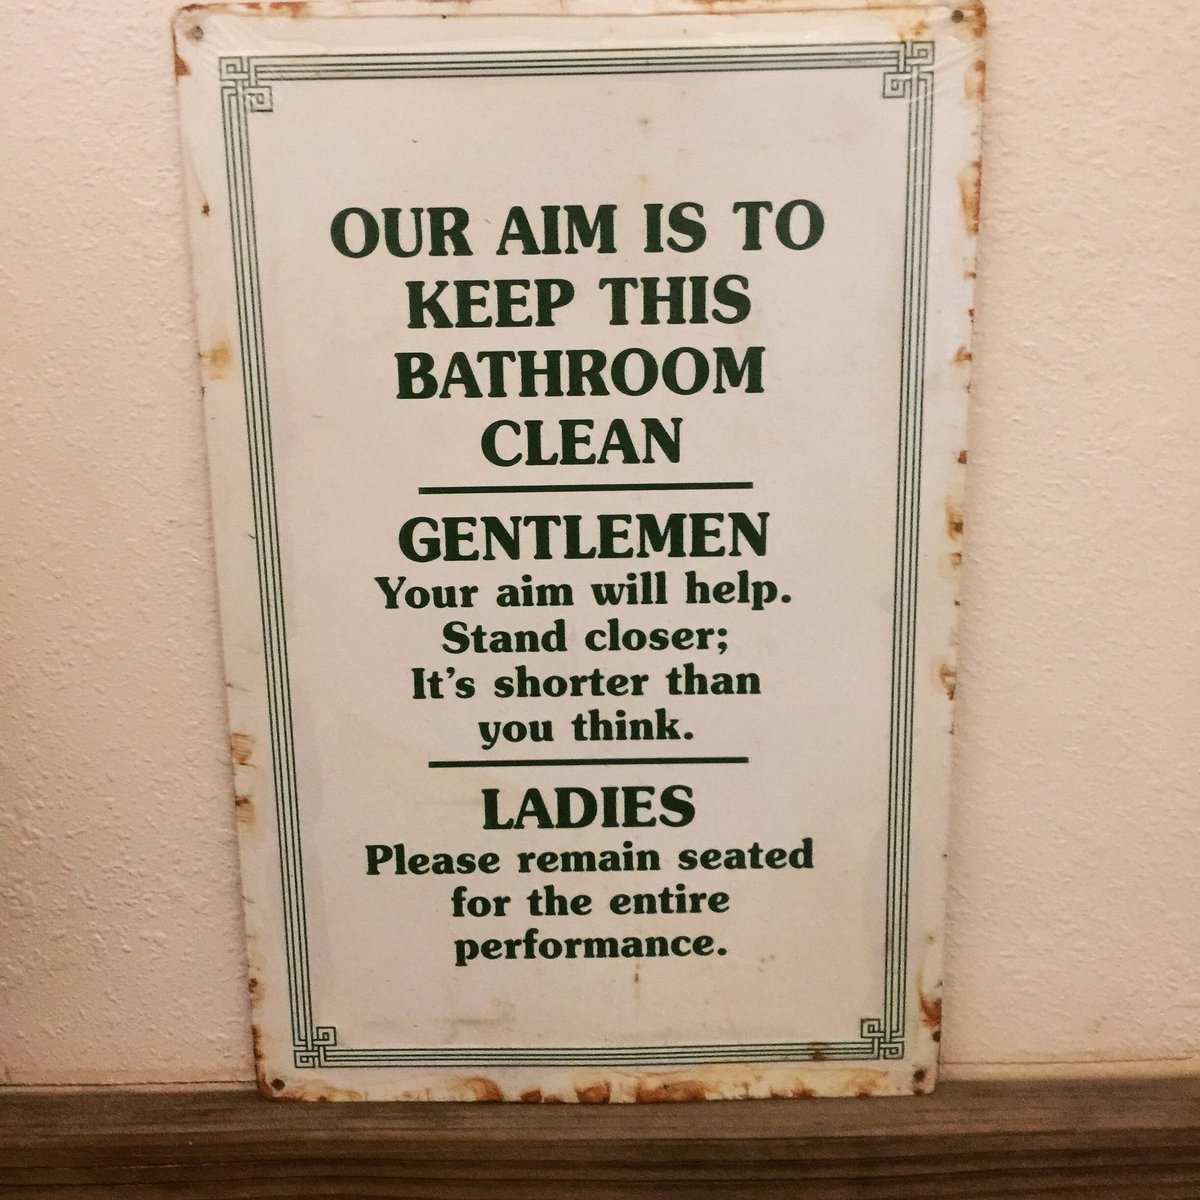 OUR AIM IS TO
KEEP THIS
BATHROOM
CLEAN
GENTLEMEN
Your aim will help.
Stand closer;
It's shorter than
you think.
LADIES
Please remain seated
for the entire
performance.